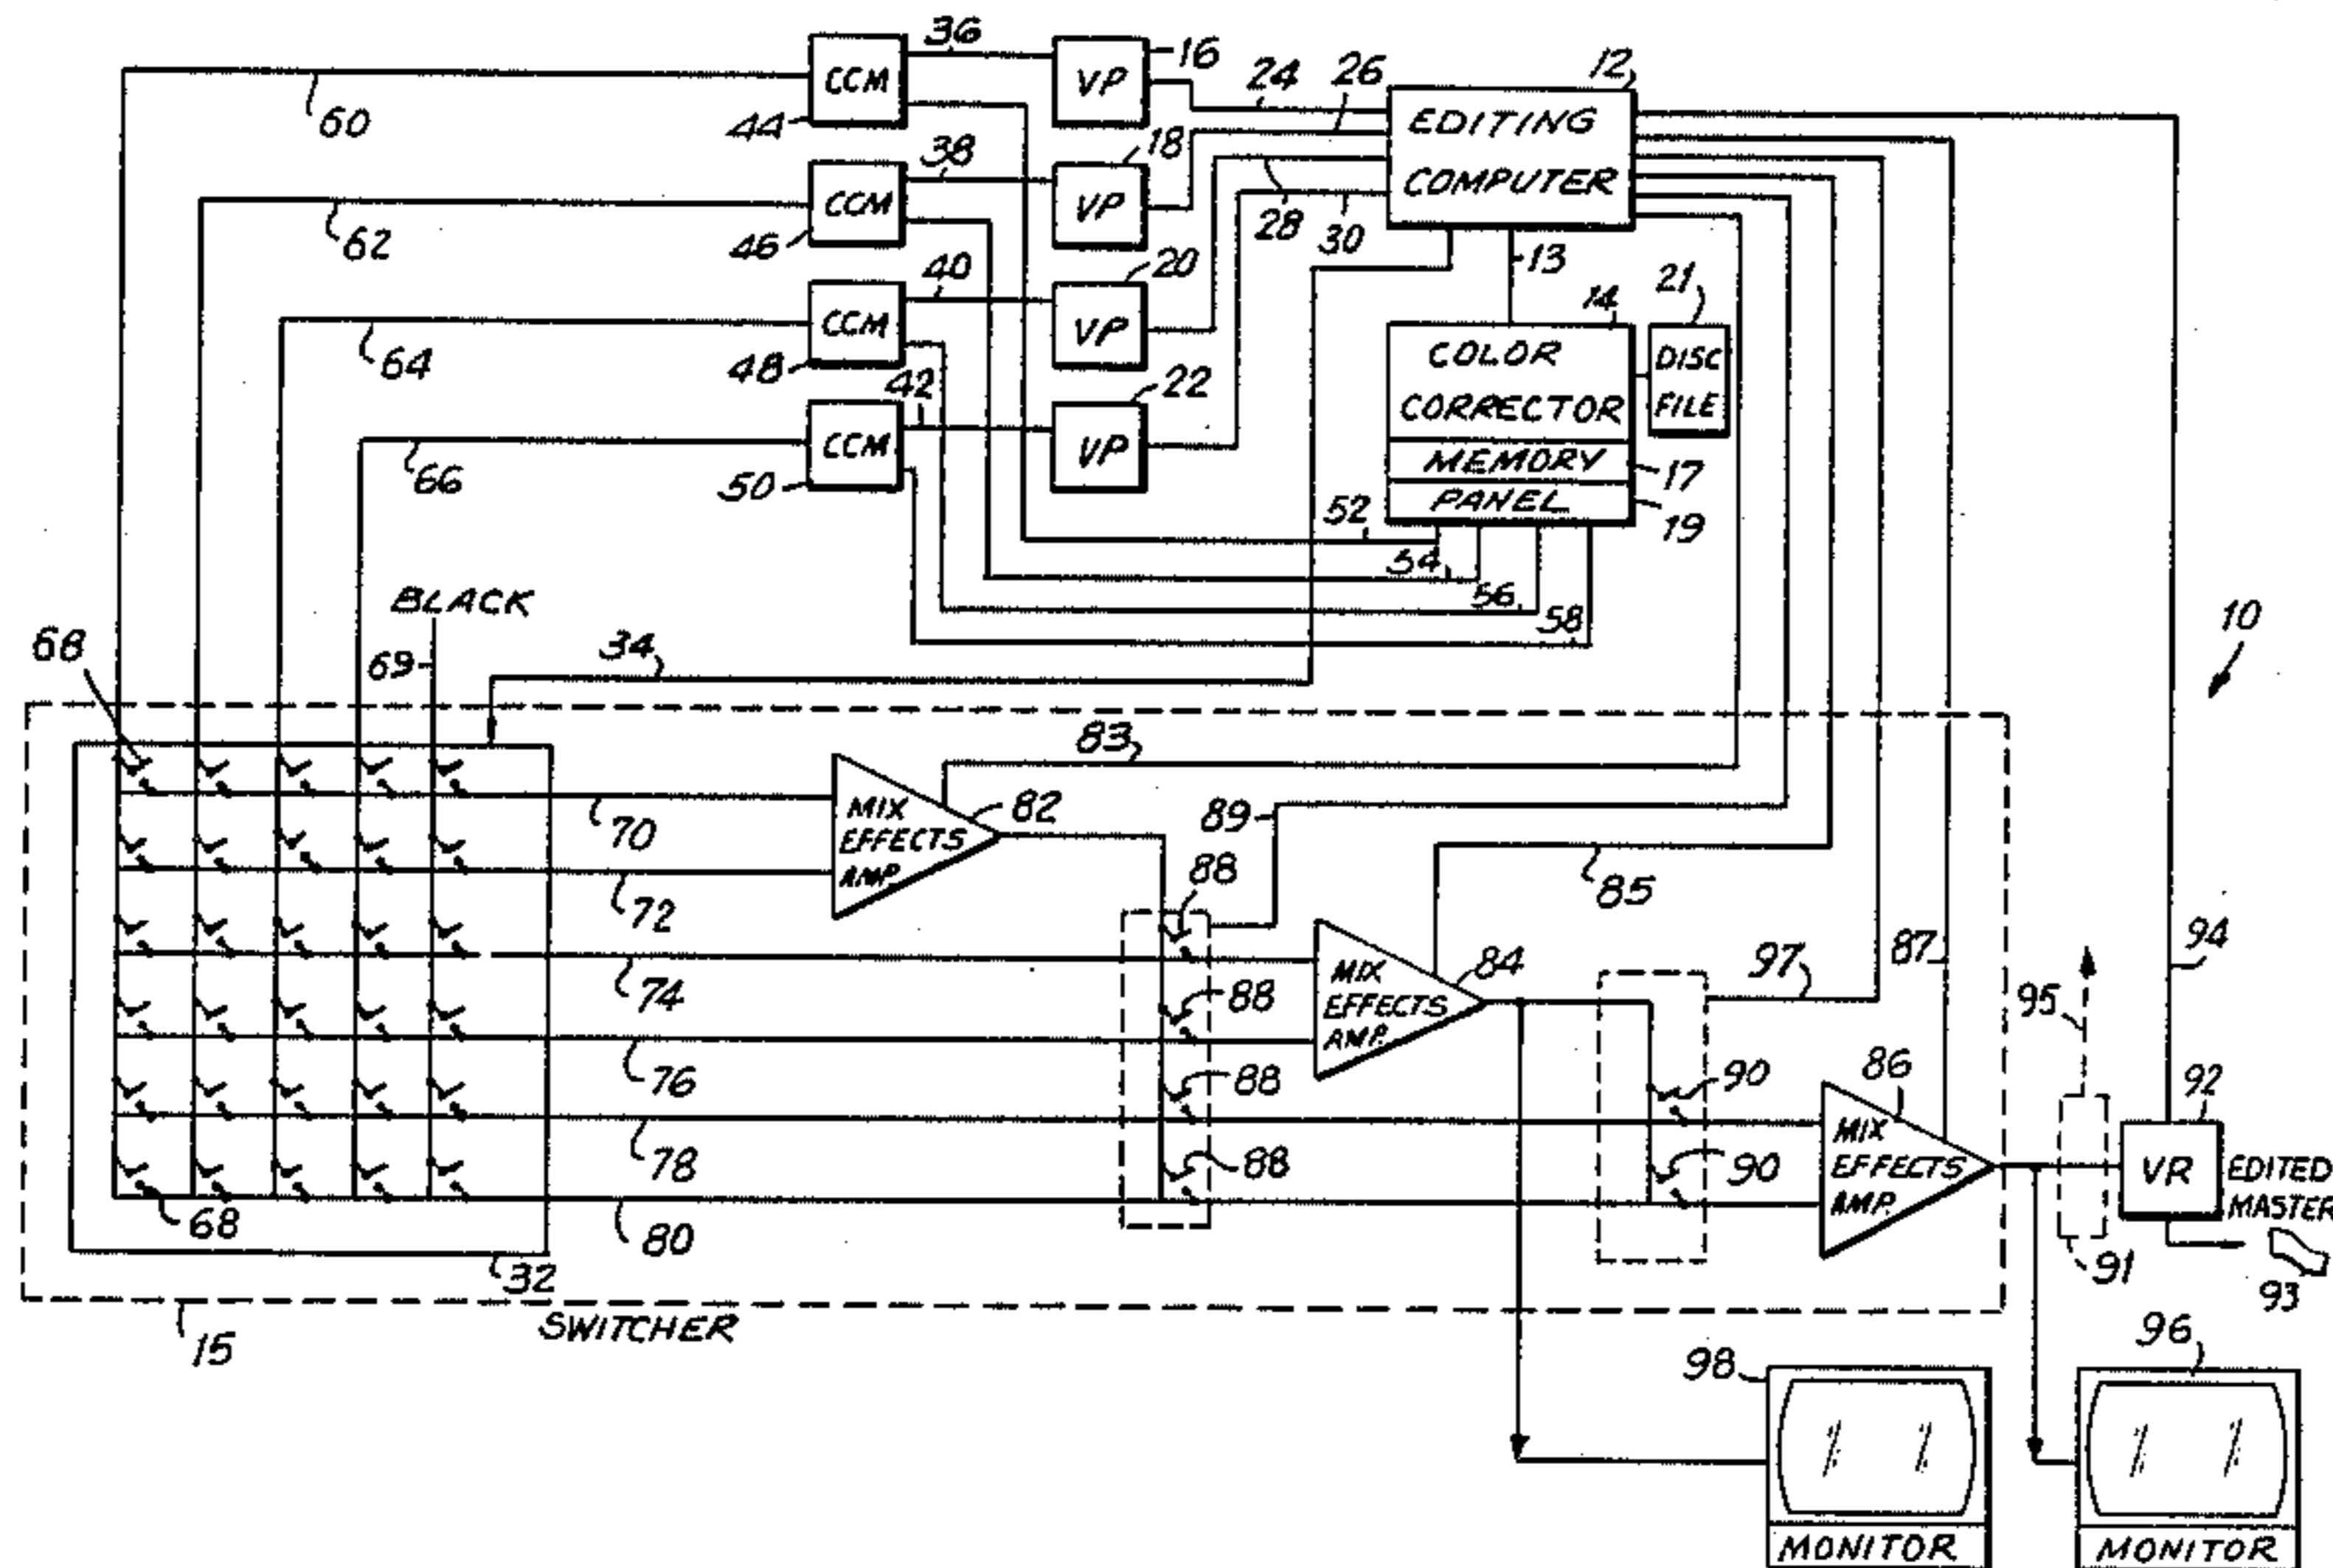 36
16
12
CCM
VP
24
26
60
44
EDITING
COMPUTER
38
18
CCM
VP
62
46
28
30
13
40
20
14
21
CCM
VP
COLOR
CORRECTOR
DISC
FILE
64
48
42
22
CCM
VP
MEMORY
17
66
50
PANEL
19
52
54
56
58
BLACK
10
68
69
34
83
MIX
EFFECTS
AMP.
82
70
89
88
85
72
87
94
74
88
MIX
EFFECTS
AMP.
84
97
95
76
88
90
86
92
78
88
90
MIX
EFFECTS
AMP.
VR
EDITED
MASTER
68
80
32
91
93
15
SWITCHER
98
96
MONITOR
MONITOR